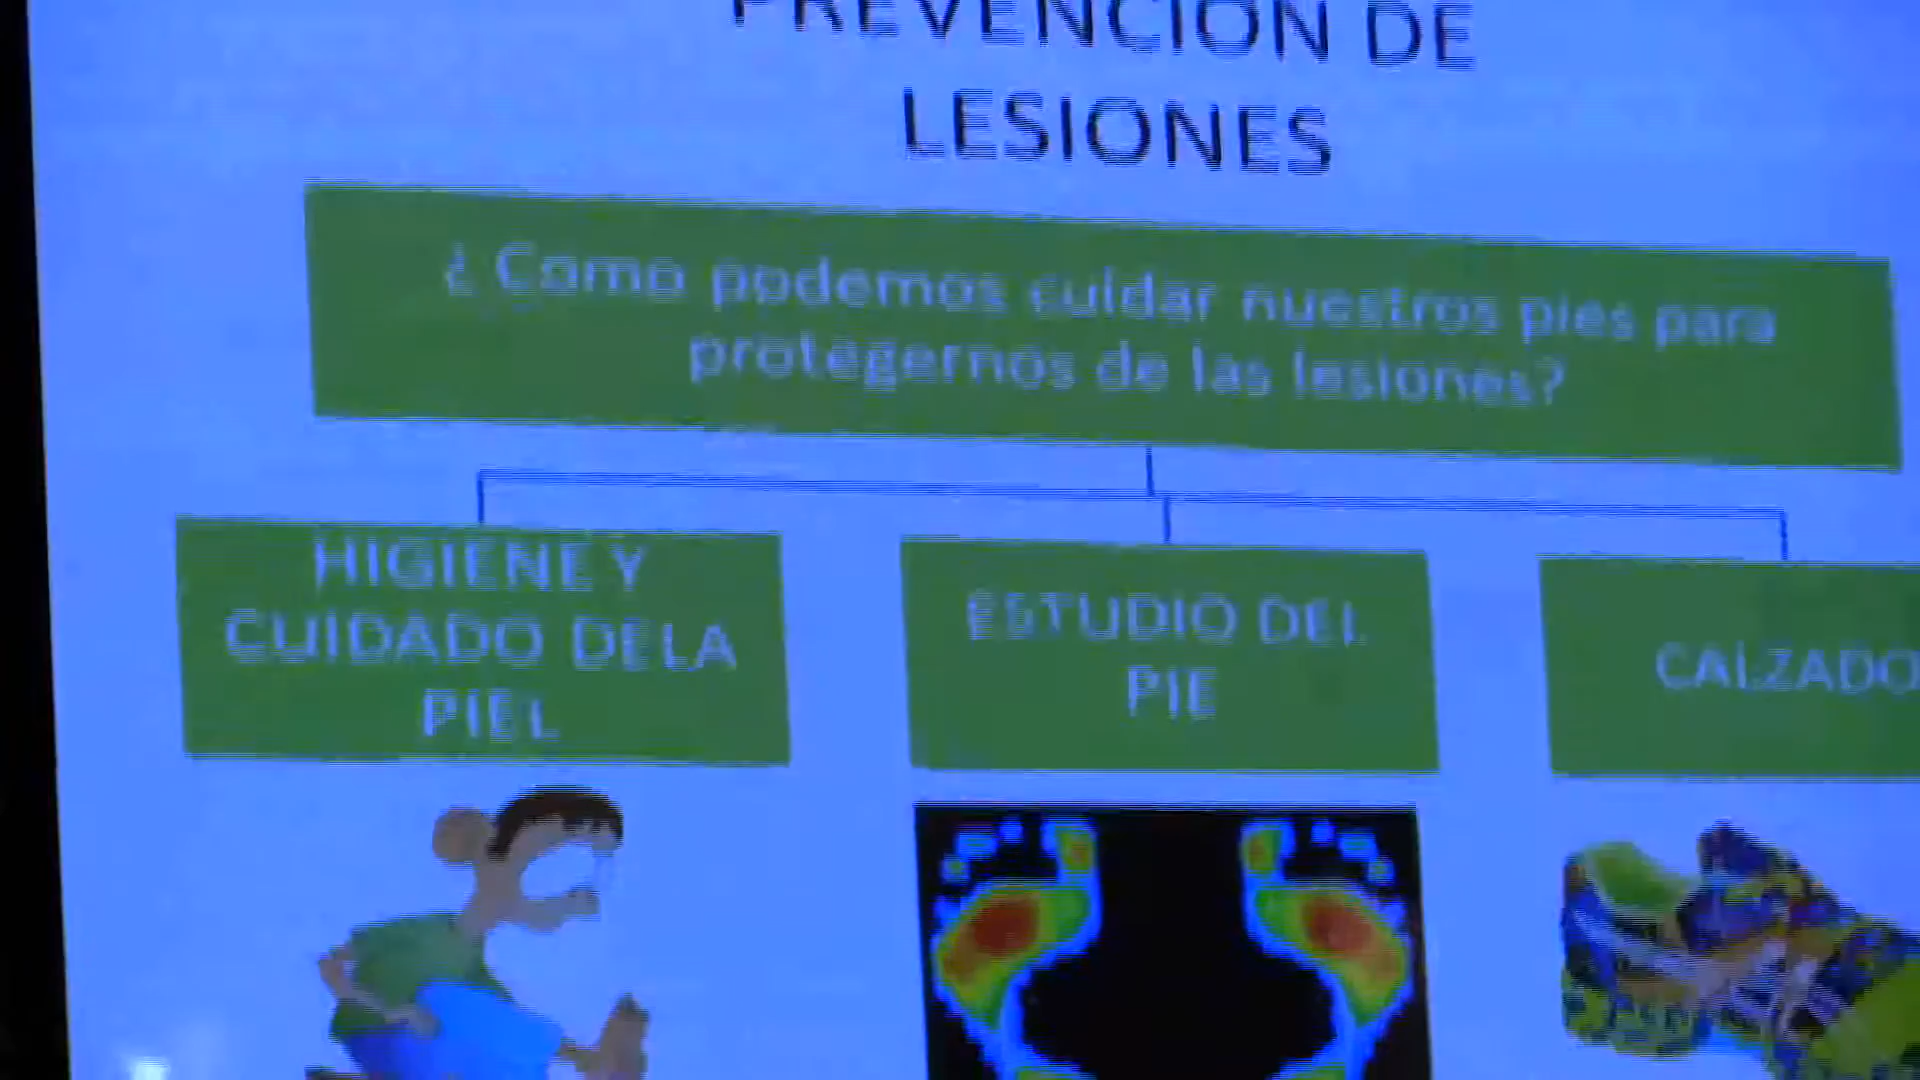 PREVENCION DE
LESIONES
¿ Como podemos cuidar nuestros pies para
protegernos de las lesiones?
HIGIENE Y
CUIDADO DE LA
PIEL
ESTUDIO DEL
PIE
CALZADO